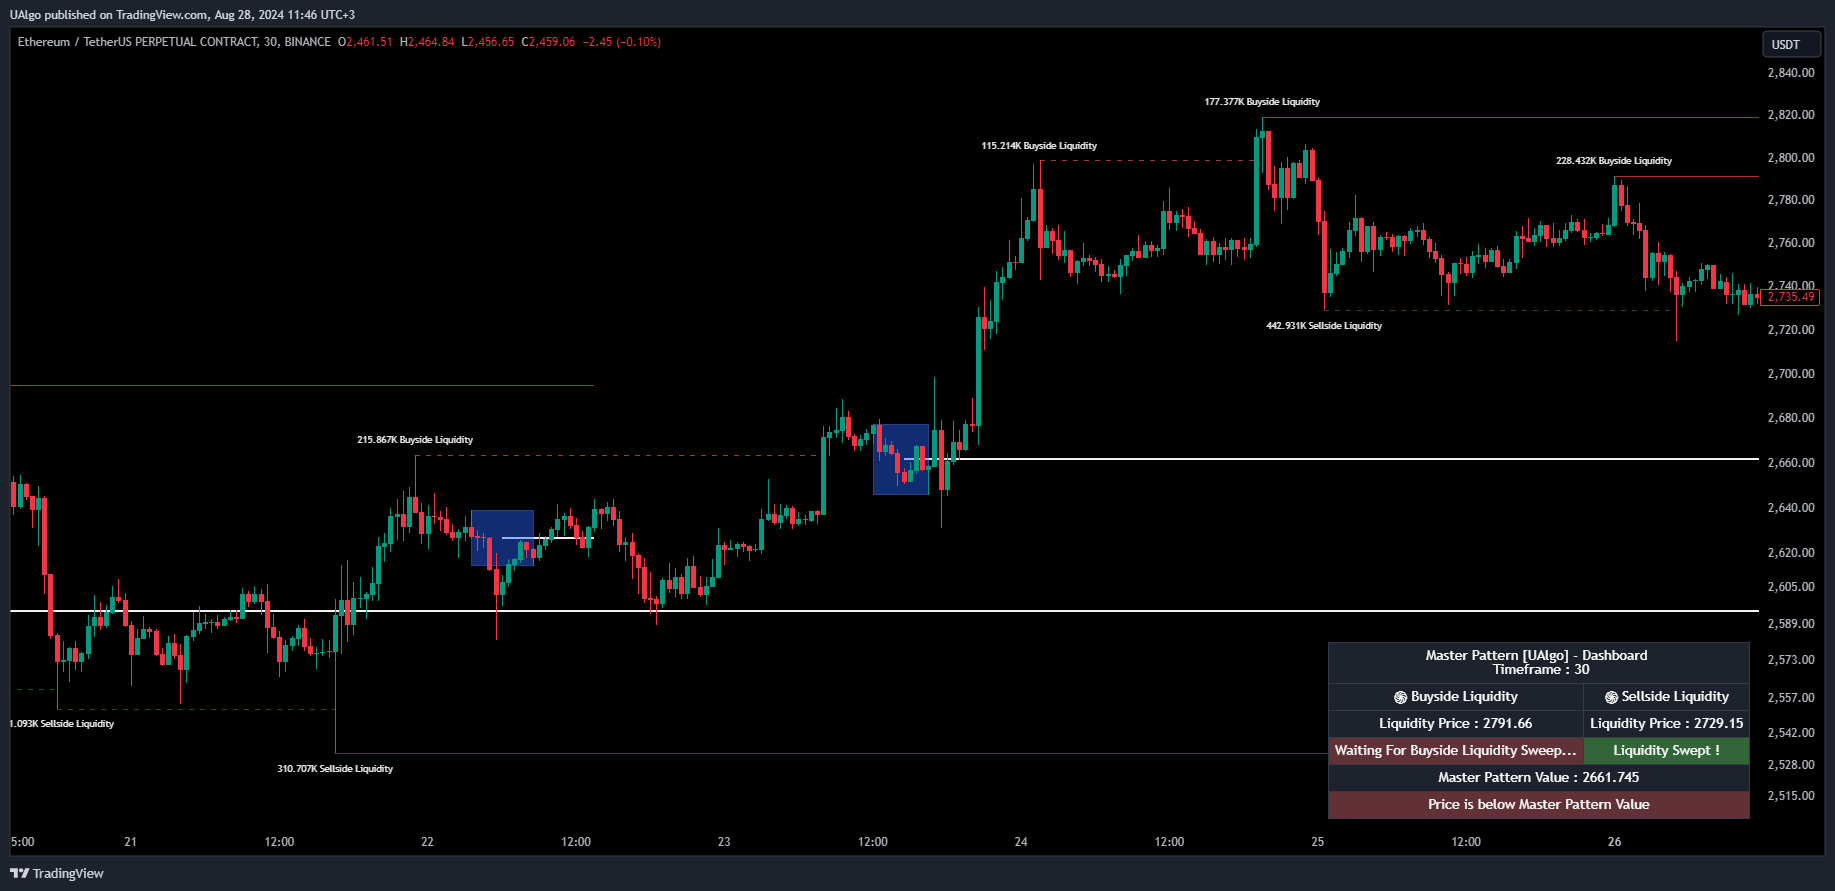 UAlgo published on TradingView.com, Aug 28, 2024 11:46 UTC+3
Ethereum / TetherUS PERPETUAL CONTRACT, 30, BINANCE O2,461.51 H2,464.84 L2,456.65 C2,459.06 −2.45 (−0.10%)
USDT
2,840.00
177.377K Buyside Liquidity
2,820.00
115.214K Buyside Liquidity
2,800.00
228.432K Buyside Liquidity
2,780.00
2,760.00
2,740.00
2,735.49
442.931K Sellside Liquidity
2,720.00
2,700.00
2,680.00
215.867K Buyside Liquidity
2,660.00
2,640.00
2,620.00
2,605.00
2,589.00
2,573.00
2,557.00
1.093K Sellside Liquidity
2,542.00
310.707K Sellside Liquidity
2,528.00
2,515.00
Master Pattern [UAlgo] - Dashboard
Timeframe : 30
Buyside Liquidity Sellside Liquidity
Liquidity Price : 2791.66 Liquidity Price : 2729.15
Waiting For Buyside Liquidity Sweep... Liquidity Swept !
Master Pattern Value : 2661.745
Price is below Master Pattern Value
5:00 21 12:00 22 12:00 23 12:00 24 12:00 25 12:00 26
TradingView